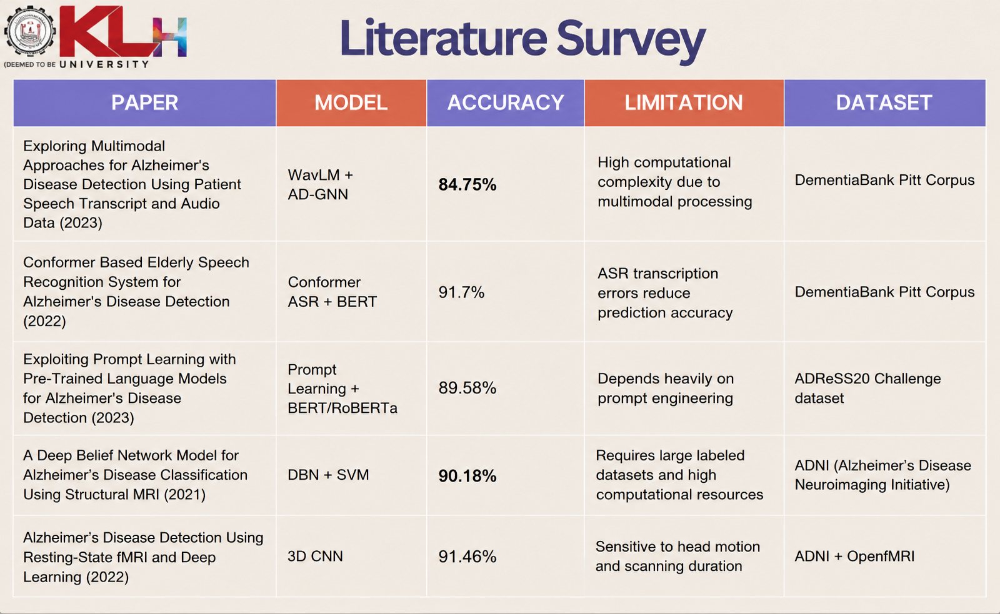 KLH
(DEEMED TO BE UNIVERSITY
Literature Survey
PAPER
MODEL
ACCURACY
LIMITATION
DATASET
Exploring Multimodal
Approaches for Alzheimer's
Disease Detection Using Patient
Speech Transcript and Audio
Data (2023)
WavLM +
AD-GNN
84.75%
High computational
complexity due to
multimodal processing
DementiaBank Pitt Corpus
Conformer Based Elderly Speech
Recognition System for
Alzheimer's Disease Detection
(2022)
Conformer
ASR + BERT
91.7%
ASR transcription
errors reduce
prediction accuracy
DementiaBank Pitt Corpus
Exploiting Prompt Learning with
Pre-Trained Language Models
for Alzheimer's Disease
Detection (2023)
Prompt
Learning +
BERT/RoBERTa
89.58%
Depends heavily on
prompt engineering
ADReSS20 Challenge
dataset
A Deep Belief Network Model for
Alzheimer’s Disease Classification
Using Structural MRI (2021)
DBN + SVM
90.18%
Requires large labeled
datasets and high
computational resources
ADNI (Alzheimer’s Disease
Neuroimaging Initiative)
Alzheimer’s Disease Detection Using
Resting-State fMRI and Deep
Learning (2022)
3D CNN
91.46%
Sensitive to head motion
and scanning duration
ADNI + OpenfMRI